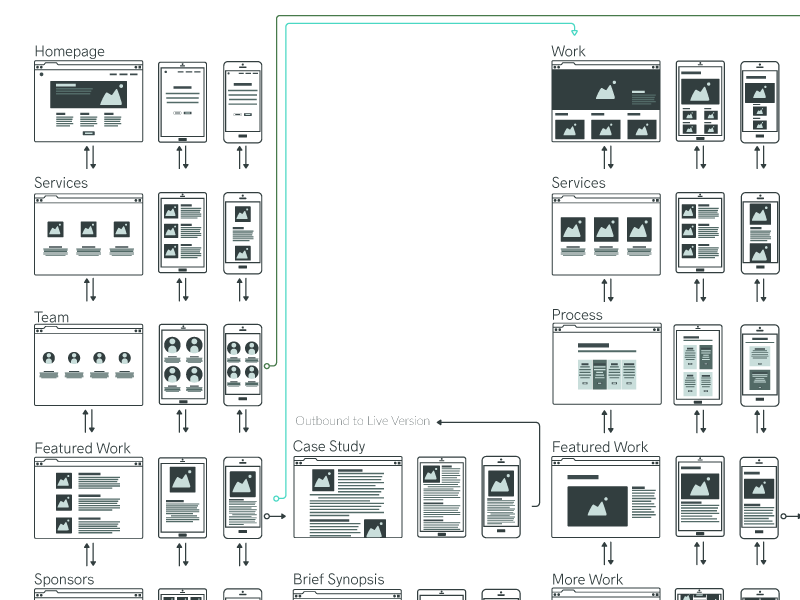 Homepage
Work
Services
Services
Team
Process
Outbound to Live Version
Featured Work
Case Study
Featured Work
Sponsors
Brief Synopsis
More Work